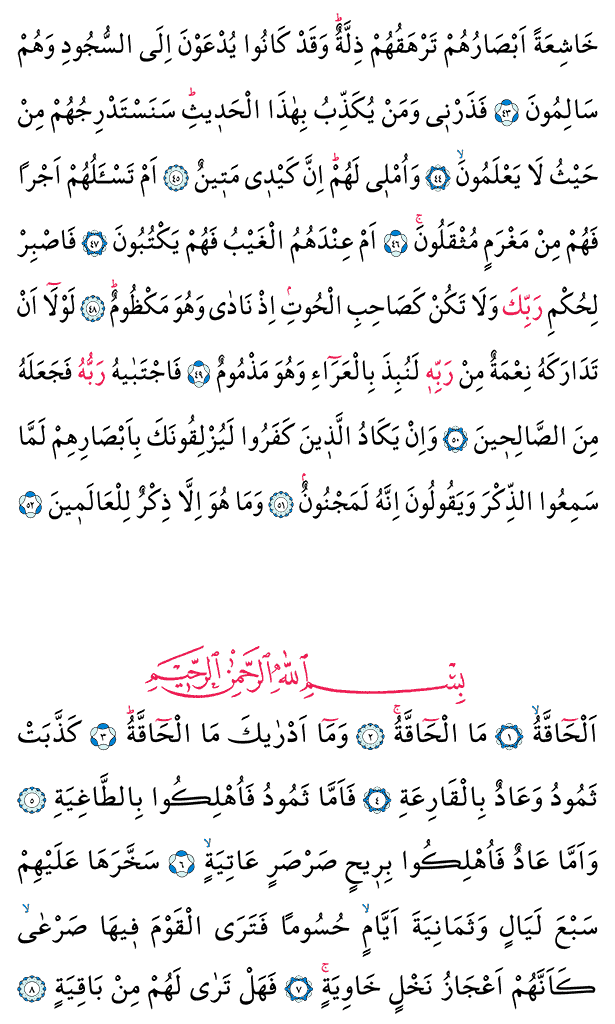 خَاشِعَةً اَبْصَارُهُمْ تَرْهَقُهُمْ ذِلَّةٌۜ وَقَدْ كَانُوا يُدْعَوْنَ اِلَى السُّجُودِ وَهُمْ
سَالِمُونَ ﴿٤٣﴾ فَذَرْنٖي وَمَنْ يُكَذِّبُ بِهٰذَا الْحَدٖيثِۜ سَنَسْتَدْرِجُهُمْ مِنْ
حَيْثُ لَا يَعْلَمُونَۙ ﴿٤٤﴾ وَاُمْلٖي لَهُمْۜ اِنَّ كَيْدٖي مَتٖينٌ ﴿٤٥﴾ اَمْ تَسْـَٔلُهُمْ اَجْرًا
فَهُمْ مِنْ مَغْرَمٍ مُثْقَلُونَۚ ﴿٤٦﴾ اَمْ عِنْدَهُمُ الْغَيْبُ فَهُمْ يَكْتُبُونَ ﴿٤٧﴾ فَاصْبِرْ
لِحُكْمِ رَبِّكَ وَلَا تَكُنْ كَصَاحِبِ الْحُوتِۢ اِذْ نَادٰى وَهُوَ مَكْظُومٌۜ ﴿٤٨﴾ لَوْلَٓا اَنْ
تَدَارَكَهُ نِعْمَةٌ مِنْ رَبِّهٖ لَنُبِذَ بِالْعَرَٓاءِ وَهُوَ مَذْمُومٌ ﴿٤٩﴾ فَاجْتَبٰيهُ رَبُّهُ فَجَعَلَهُ
مِنَ الصَّالِحٖينَ ﴿٥٠﴾ وَاِنْ يَكَادُ الَّذٖينَ كَفَرُوا لَيُزْلِقُونَكَ بِاَبْصَارِهِمْ لَمَّا
سَمِعُوا الذِّكْرَ وَيَقُولُونَ اِنَّهُ لَمَجْنُونٌۢ ﴿٥١﴾ وَمَا هُوَ اِلَّا ذِكْرٌ لِلْعَالَمٖينَ ﴿٥٢﴾
بِسْمِ اللّٰهِ الرَّحْمٰنِ الرَّحٖيمِ
اَلْحَٓاقَّةُۙ ﴿١﴾ مَا الْحَٓاقَّةُۚ ﴿٢﴾ وَمَٓا اَدْرٰيكَ مَا الْحَٓاقَّةُۜ ﴿٣﴾ كَذَّبَتْ
ثَمُودُ وَعَادٌ بِالْقَارِعَةِ ﴿٤﴾ فَاَمَّا ثَمُودُ فَاُهْلِكُوا بِالطَّاغِيَةِ ﴿٥﴾
وَاَمَّا عَادٌ فَاُهْلِكُوا بِرٖيحٍ صَرْصَرٍ عَاتِيَةٍۙ ﴿٦﴾ سَخَّرَهَا عَلَيْهِمْ
سَبْعَ لَيَالٍ وَثَمَانِيَةَ اَيَّامٍۙ حُسُومًا فَتَرَى الْقَوْمَ فٖيهَا صَرْعٰىۙ
كَاَنَّهُمْ اَعْجَازُ نَخْلٍ خَاوِيَةٍۚ ﴿٧﴾ فَهَلْ تَرٰى لَهُمْ مِنْ بَاقِيَةٍ ﴿٨﴾